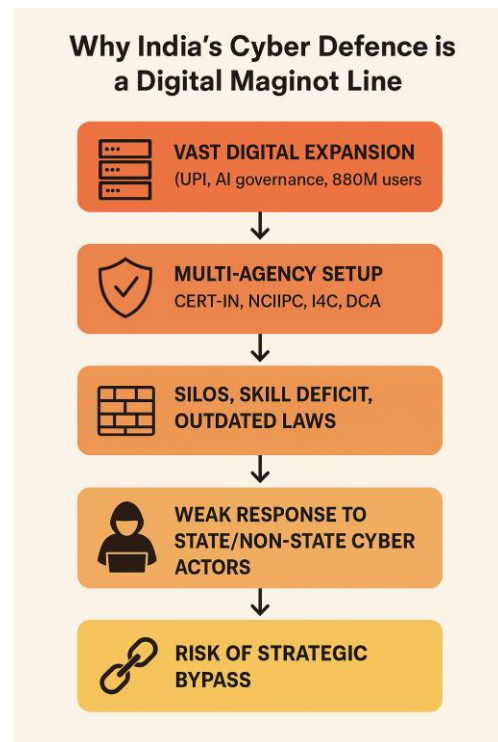 Why India's Cyber Defence is
a Digital Maginot Line
VAST DIGITAL EXPANSION
(UPI, AI governance, 880M users
MULTI-AGENCY SETUP
CERT-IN, NCIIPC, I4C, DCA
SILOS, SKILL DEFICIT,
OUTDATED LAWS
WEAK RESPONSE TO
STATE/NON-STATE CYBER
ACTORS
RISK OF STRATEGIC
BYPASS